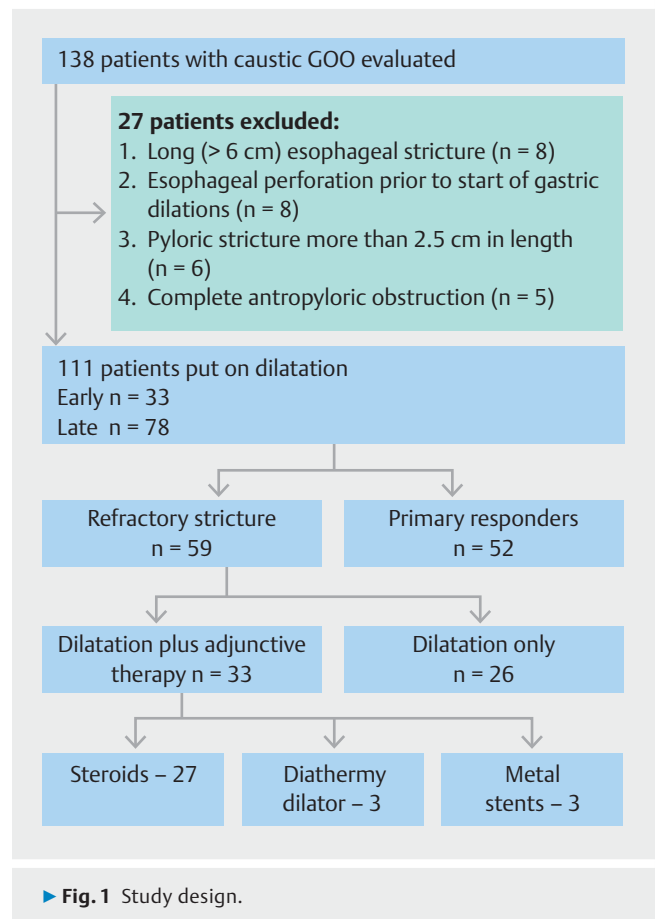 138 patients with caustic GOO evaluated
27 patients excluded:
1. Long (> 6 cm) esophageal stricture (n = 8)
2. Esophageal perforation prior to start of gastric
dilations (n = 8)
3. Pyloric stricture more than 2.5 cm in length
(n = 6)
4. Complete antropyloric obstruction (n = 5)
111 patients put on dilatation
Early n = 33
Late n = 78
Refractory stricture
n = 59
Primary responders
n = 52
Dilatation plus adjunctive
therapy n = 33
Dilatation only
n = 26
Steroids – 27
Diathermy
dilator – 3
Metal
stents – 3
▶ Fig. 1 Study design.